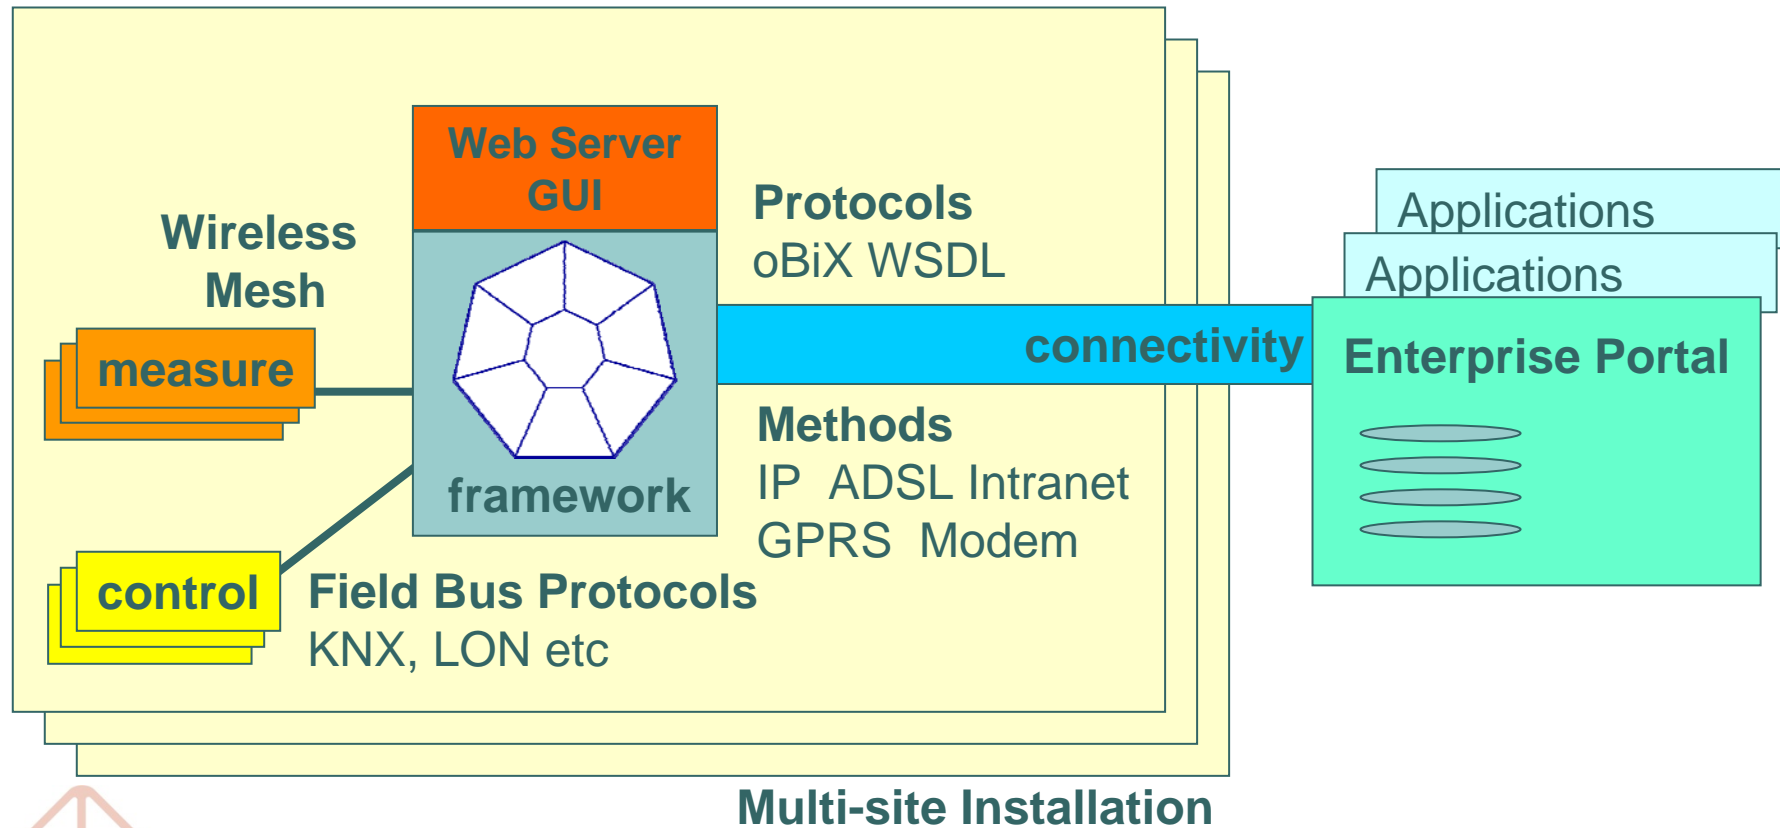 Web Server
GUI
Wireless
Mesh
measure
framework
control
Field Bus Protocols
KNX, LON etc
Protocols
oBiX WSDL
connectivity
Methods
IP  ADSL Intranet
GPRS  Modem
Applications
Applications
Enterprise Portal
Multi-site Installation